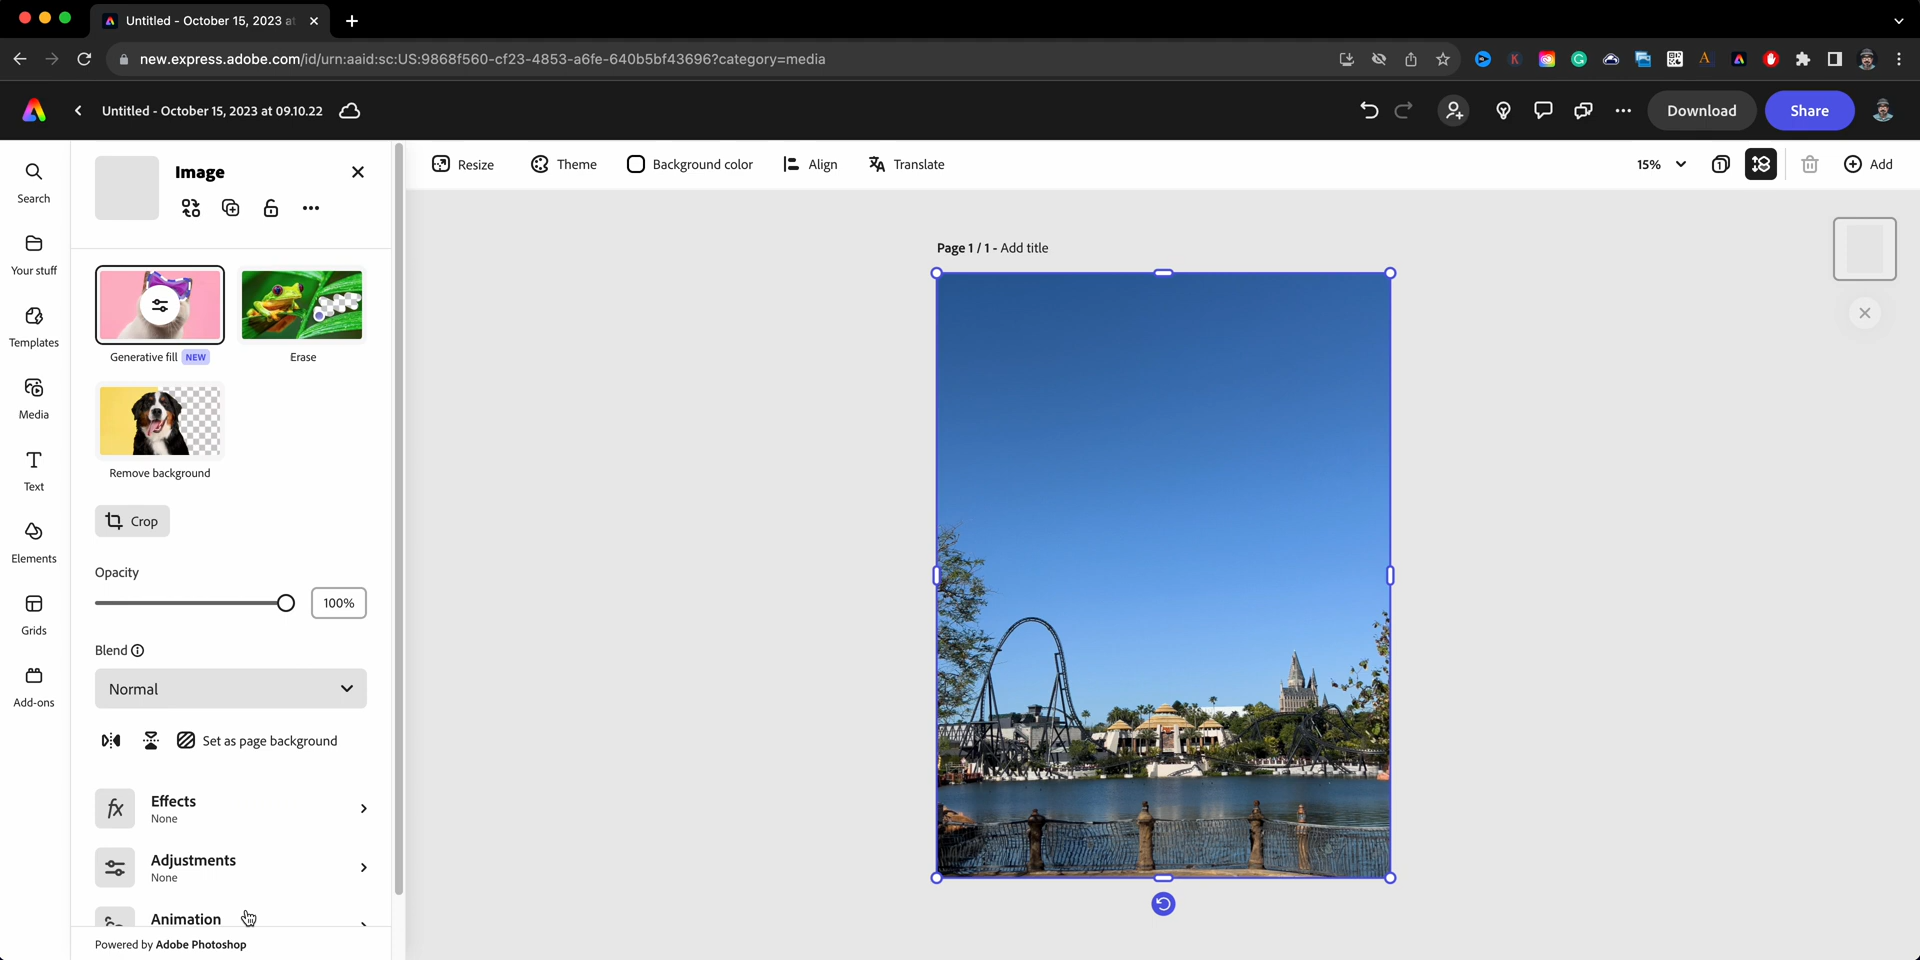 Untitled - October 15, 2023 at
new.express.adobe.com/id/urn:aaid:sc:US:9868f560-cf23-4853-a6fe-640b5bf43696?category=media
Untitled - October 15, 2023 at 09.10.22
Download
Share
Search
Your stuff
Templates
Media
Text
Elements
Grids
Add-ons
Image
Generative fill NEW
Erase
Remove background
Crop
Opacity
100%
Blend
Normal
Set as page background
fx
Effects
None
Adjustments
None
Animation
Powered by Adobe Photoshop
Resize
Theme
Background color
Align
Translate
15%
1
Add
Page 1 / 1 - Add title